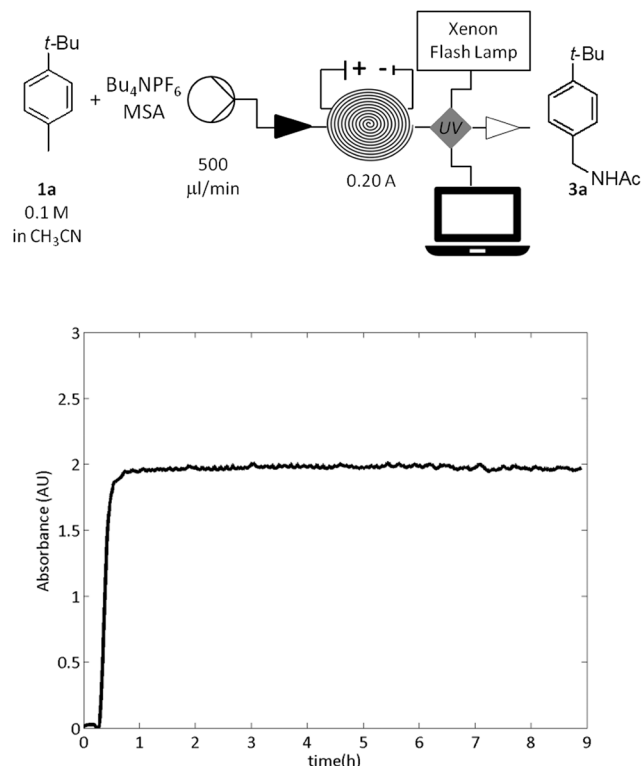 t-Bu
1a
0.1 M
in CH₃CN
+
Bu₄NPF₆
MSA
500
μl/min
+ -
0.20 A
Xenon
Flash Lamp
UV
t-Bu
NHAc
3a
Absorbance (AU)
3
2.5
2
1.5
1
0.5
0
0 1 2 3 4 5 6 7 8 9
time(h)